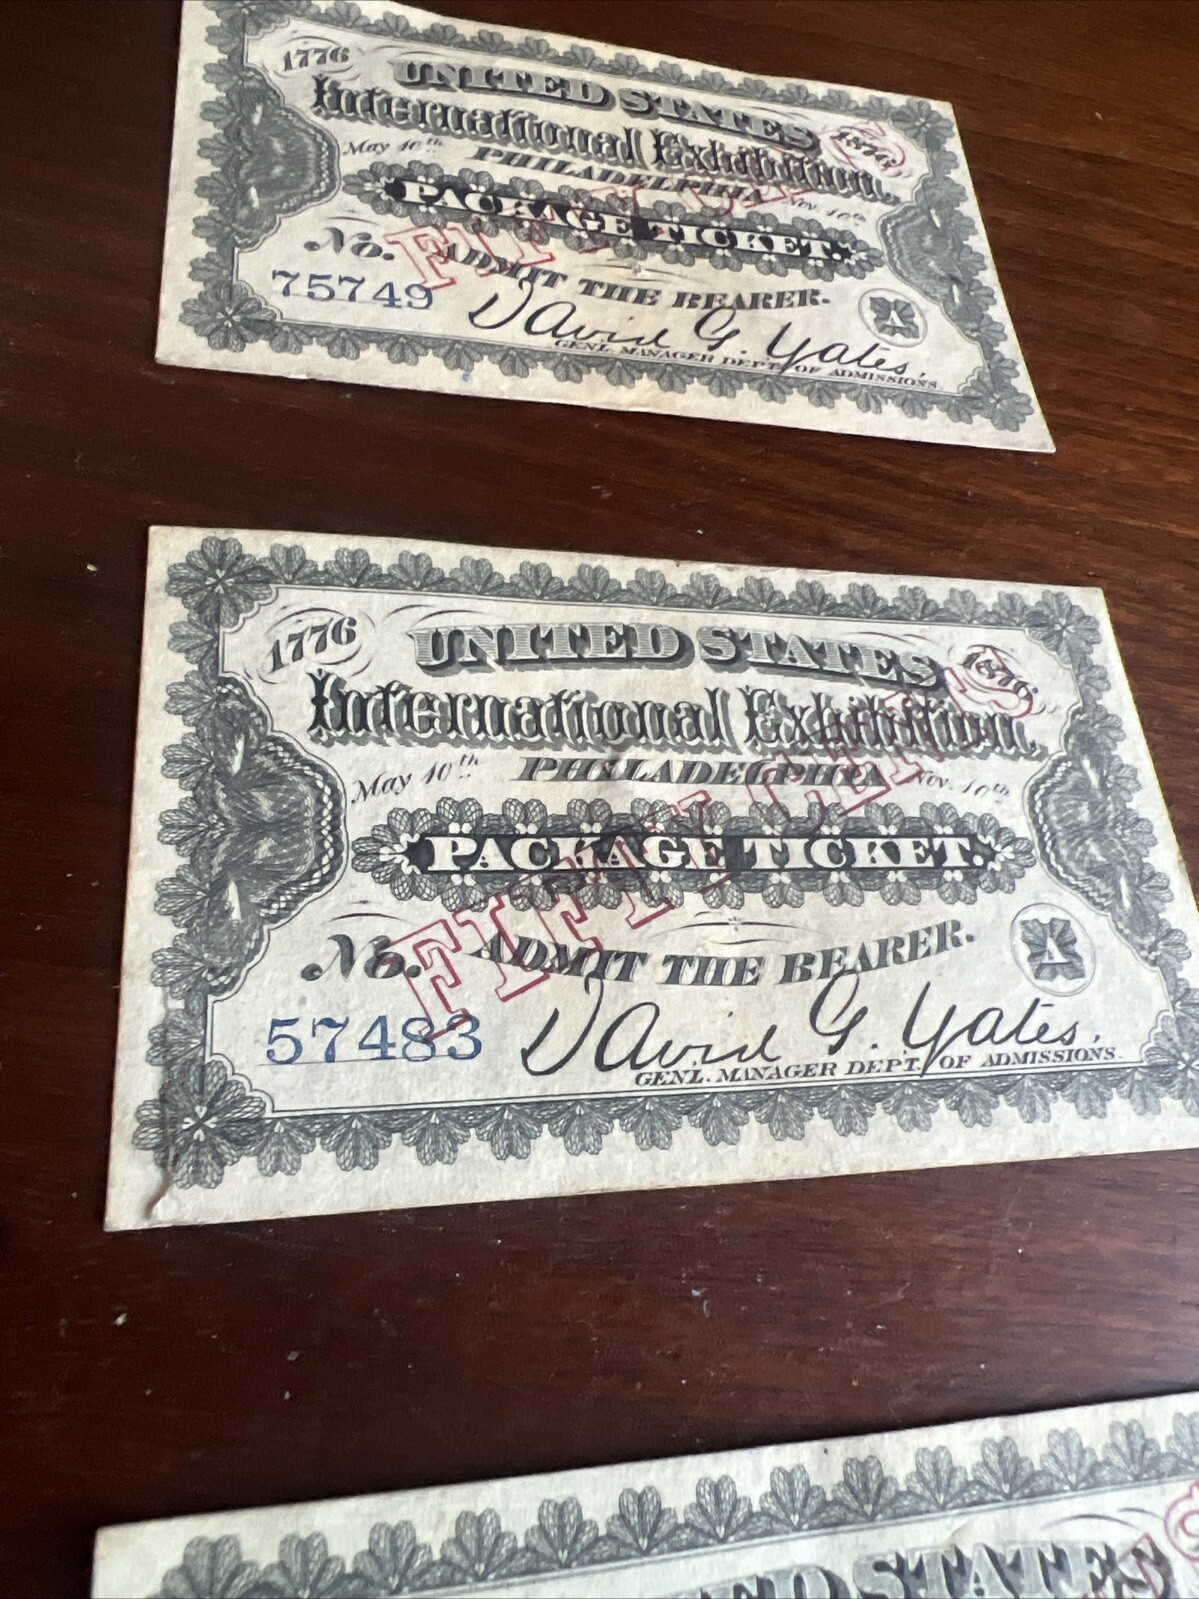 1776
UNITED STATES
1876
International Exhibition.
May 10th PHILADELPHIA Nov. 10th
PACKAGE TICKET.
No. ADMIT THE BEARER.
75749
David G. Yates,
A
GENL. MANAGER DEPT. OF ADMISSIONS.
1776
UNITED STATES
1876
International Exhibition.
May 10th PHILADELPHIA Nov. 10th
PACKAGE TICKET.
FIFTY CENTS
No. ADMIT THE BEARER.
A
57483
David G. Yates,
GENL. MANAGER DEPT. OF ADMISSIONS.
STATES